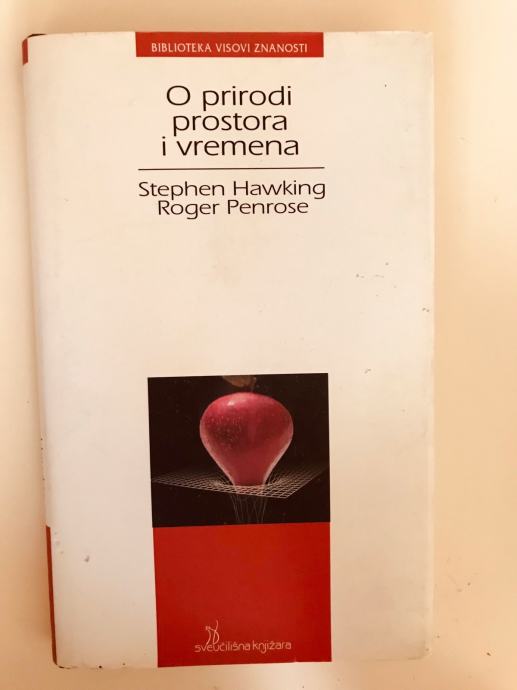 BIBLIOTEKA VISOVI ZNANOSTI
O prirodi
prostora
i vremena
Stephen Hawking
Roger Penrose
sveučilišna knjižara